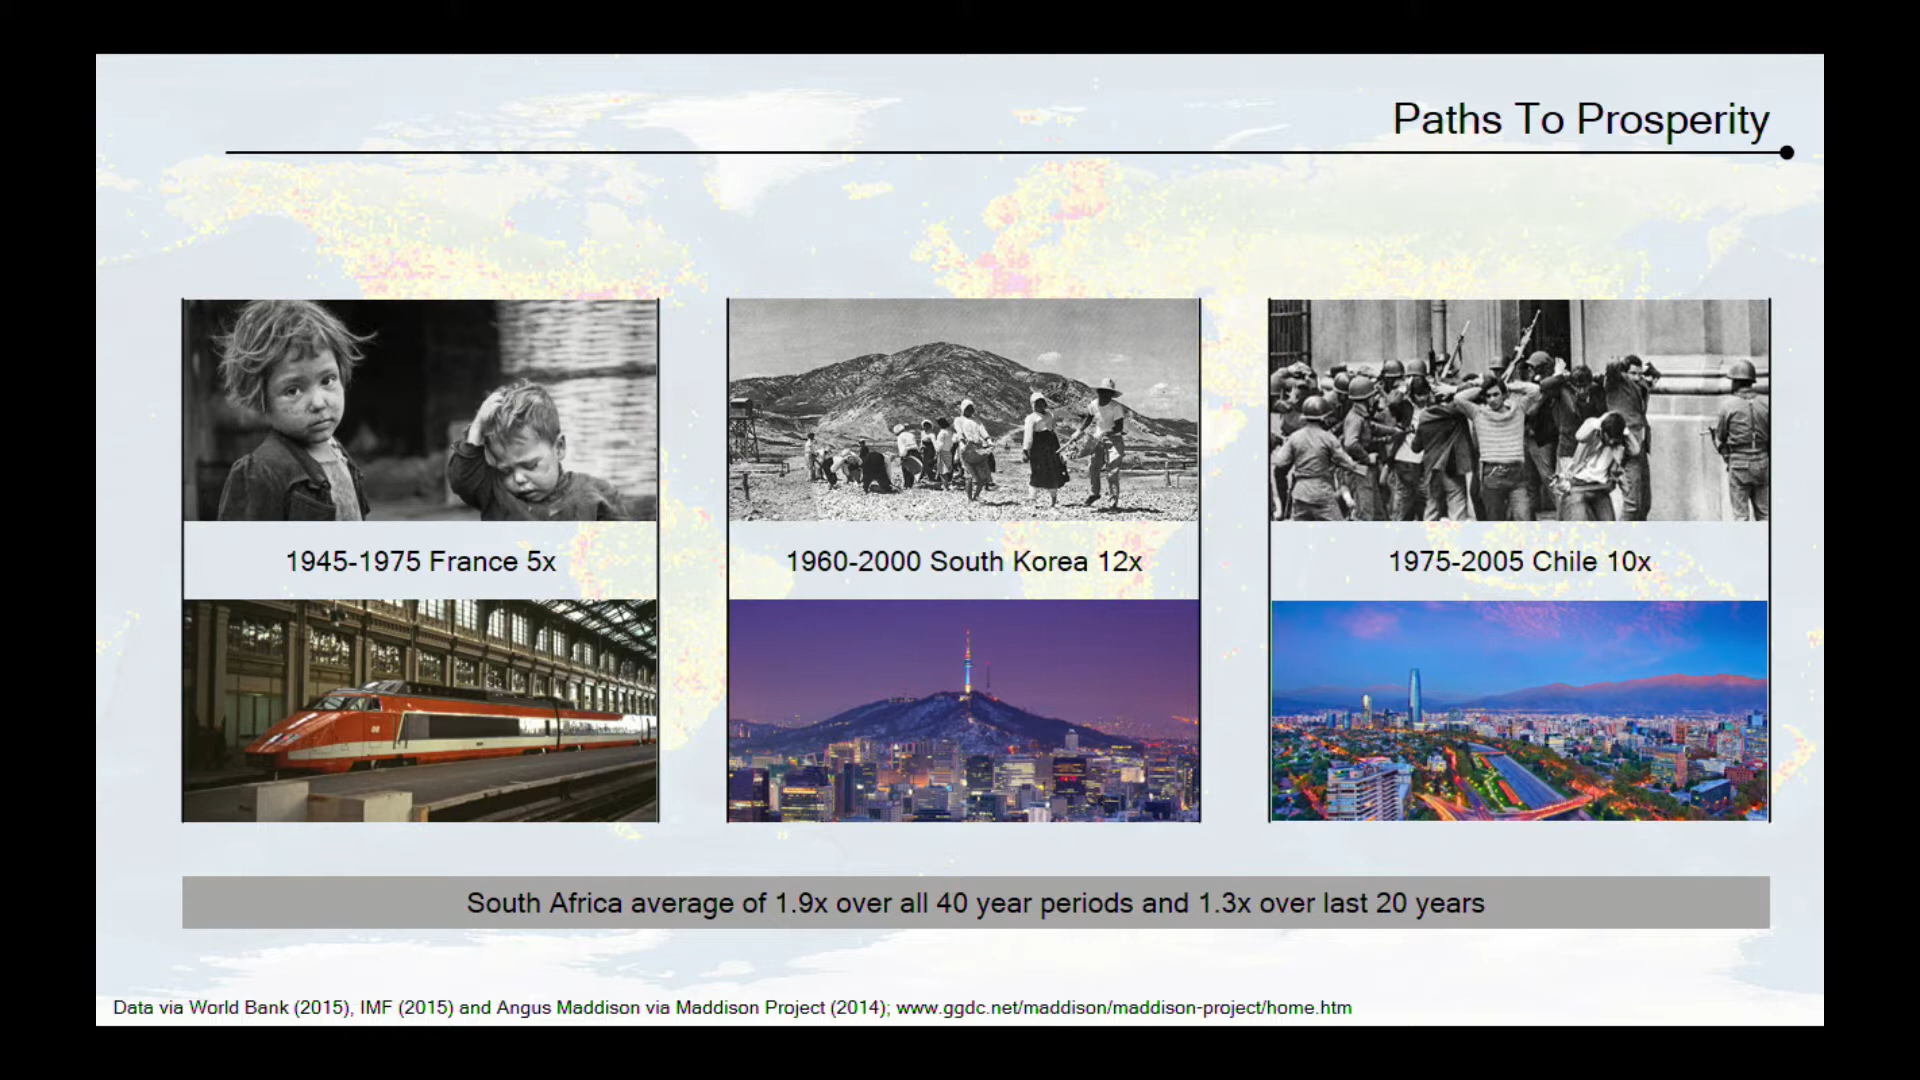 Paths To Prosperity
1945-1975 France 5x
1960-2000 South Korea 12x
1975-2005 Chile 10x
South Africa average of 1.9x over all 40 year periods and 1.3x over last 20 years
Data via World Bank (2015), IMF (2015) and Angus Maddison via Maddison Project (2014); www.ggdc.net/maddison/maddison-project/home.htm